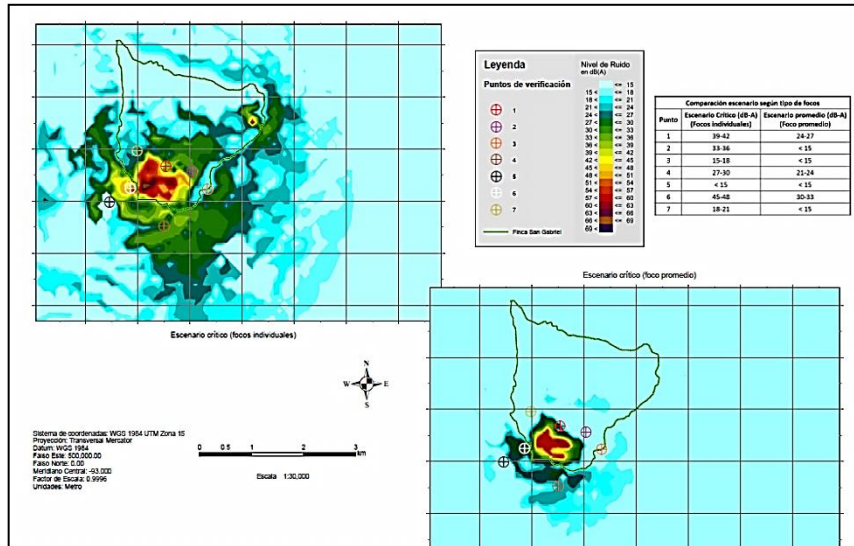 Leyenda
Puntos de verificación
1
2
3
4
5
6
7
Finca San Gabriel
Nivel de Ruido
en dB(A)
<= 15
15 < <= 18
18 < <= 21
21 < <= 24
24 < <= 27
27 < <= 30
30 < <= 33
33 < <= 36
36 < <= 39
39 < <= 42
42 < <= 45
45 < <= 48
48 < <= 51
51 < <= 54
54 < <= 57
57 < <= 60
60 < <= 63
63 < <= 66
66 < <= 69
69 <
Comparación escenario según tipo de focos
Punto Escenario Crítico (dB-A) (Focos individuales) Escenario promedio (dB-A) (Foco promedio)
1 39-42 24-27
2 33-36 < 15
3 15-18 < 15
4 27-30 21-24
5 < 15 < 15
6 45-48 30-33
7 18-21 < 15
Escenario crítico (focos individuales)
Escenario crítico (foco promedio)
N
W E
S
Sistema de coordenadas: WGS 1984 UTM Zona 15
Proyección: Transversal Mercator
Datum: WGS 1984
Falso Este: 500,000.00
Falso Norte: 0.00
Meridiano Central: -93.000
Factor de Escala: 0.9996
Unidades: Metro
0 0.5 1 2 3
km
Escala 1:30,000